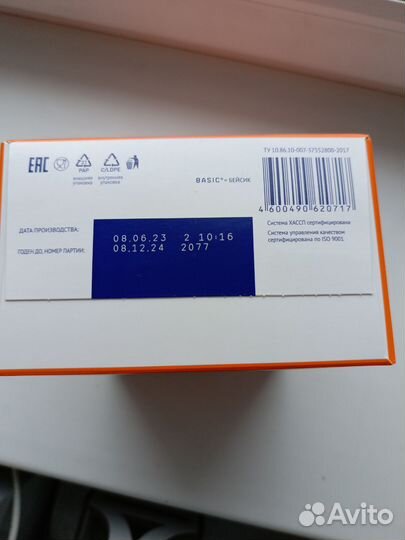 ТУ 10.86.10-007-37152800-2017
EAC
PAP
внешняя
упаковка
C/LDPE
внутренняя
упаковка
BASIC®= БЕЙСИК
4 600490 620717
Система ХАССП сертифицирована
Система управления качеством
сертифицирована по ISO 9001
ДАТА ПРОИЗВОДСТВА:
08.06.23 2 10:16
ГОДЕН ДО, НОМЕР ПАРТИИ:
08.12.24 2077
Avito